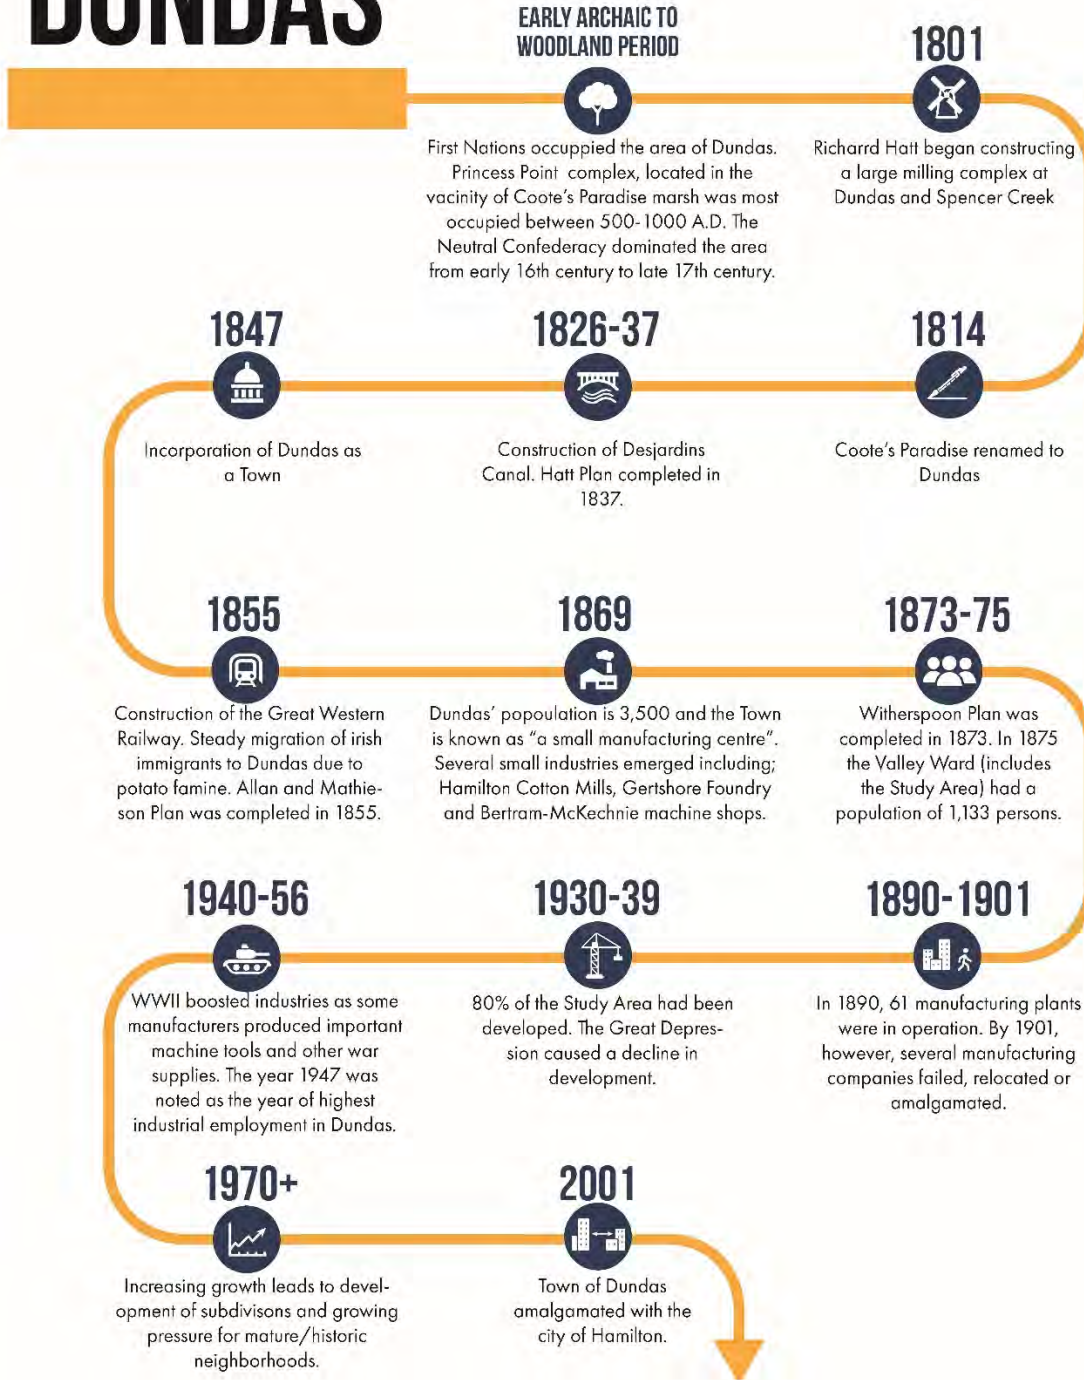 DUNDAS
EARLY ARCHAIC TO
WOODLAND PERIOD
First Nations occuppied the area of Dundas.
Princess Point complex, located in the
vacinity of Coote's Paradise marsh was most
occupied between 500-1000 A.D. The
Neutral Confederacy dominated the area
from early 16th century to late 17th century.
1801
Richarrd Hatt began constructing
a large milling complex at
Dundas and Spencer Creek
1814
Coote's Paradise renamed to
Dundas
1826-37
Construction of Desjardins
Canal. Hatt Plan completed in
1837.
1847
Incorporation of Dundas as
a Town
1855
Construction of the Great Western
Railway. Steady migration of irish
immigrants to Dundas due to
potato famine. Allan and Mathie-
son Plan was completed in 1855.
1869
Dundas' popoulation is 3,500 and the Town
is known as "a small manufacturing centre".
Several small industries emerged including;
Hamilton Cotton Mills, Gertshore Foundry
and Bertram-McKechnie machine shops.
1873-75
Witherspoon Plan was
completed in 1873. In 1875
the Valley Ward (includes
the Study Area) had a
population of 1,133 persons.
1890-1901
In 1890, 61 manufacturing plants
were in operation. By 1901,
however, several manufacturing
companies failed, relocated or
amalgamated.
1930-39
80% of the Study Area had been
developed. The Great Depres-
sion caused a decline in
development.
1940-56
WWII boosted industries as some
manufacturers produced important
machine tools and other war
supplies. The year 1947 was
noted as the year of highest
industrial employment in Dundas.
1970+
Increasing growth leads to devel-
opment of subdivisons and growing
pressure for mature/historic
neighborhoods.
2001
Town of Dundas
amalgamated with the
city of Hamilton.